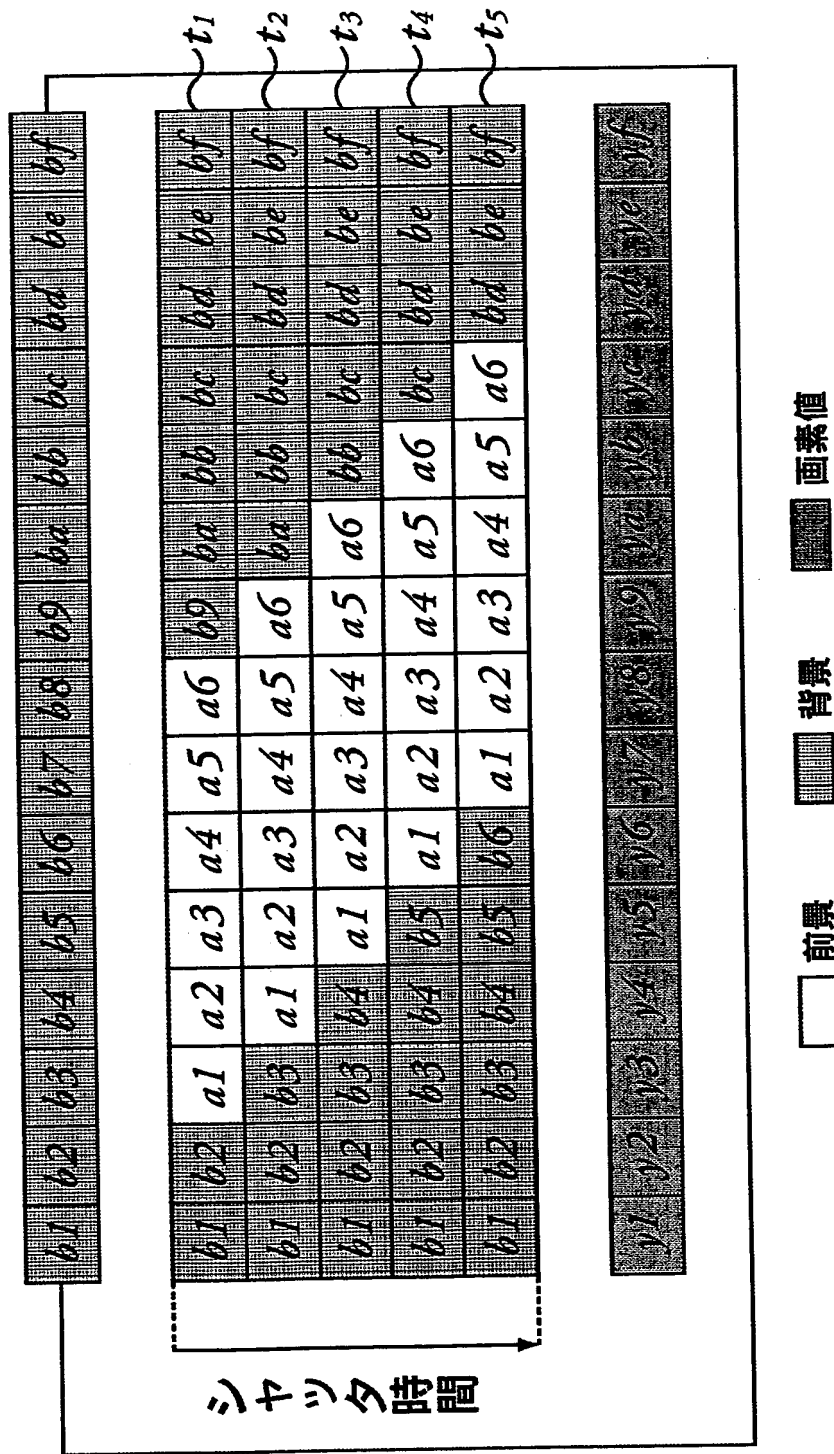 b1 b2 b3 b4 b5 b6 b7 b8 b9 ba bb bc bd be bf
シャッタ時間
b1 b2 a1 a2 a3 a4 a5 a6 b9 ba bb bc bd be bf t1
b1 b2 b3 a1 a2 a3 a4 a5 a6 ba bb bc bd be bf t2
b1 b2 b3 b4 a1 a2 a3 a4 a5 a6 bb bc bd be bf t3
b1 b2 b3 b4 b5 a1 a2 a3 a4 a5 a6 bc bd be bf t4
b1 b2 b3 b4 b5 b6 a1 a2 a3 a4 a5 a6 bd be bf t5
y1 y2 y3 y4 y5 y6 y7 y8 y9 ya yb yc yd ye yf
前景 背景 画素値